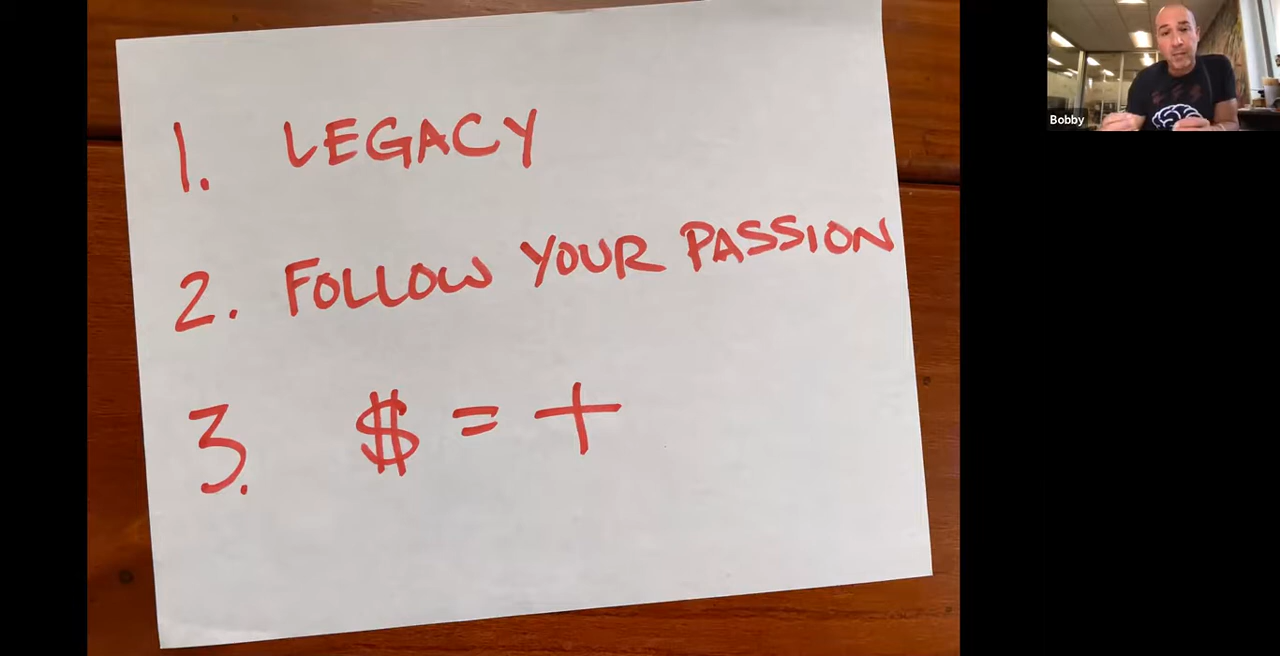 1. LEGACY
2. FOLLOW YOUR PASSION
3. $ = +
Bobby